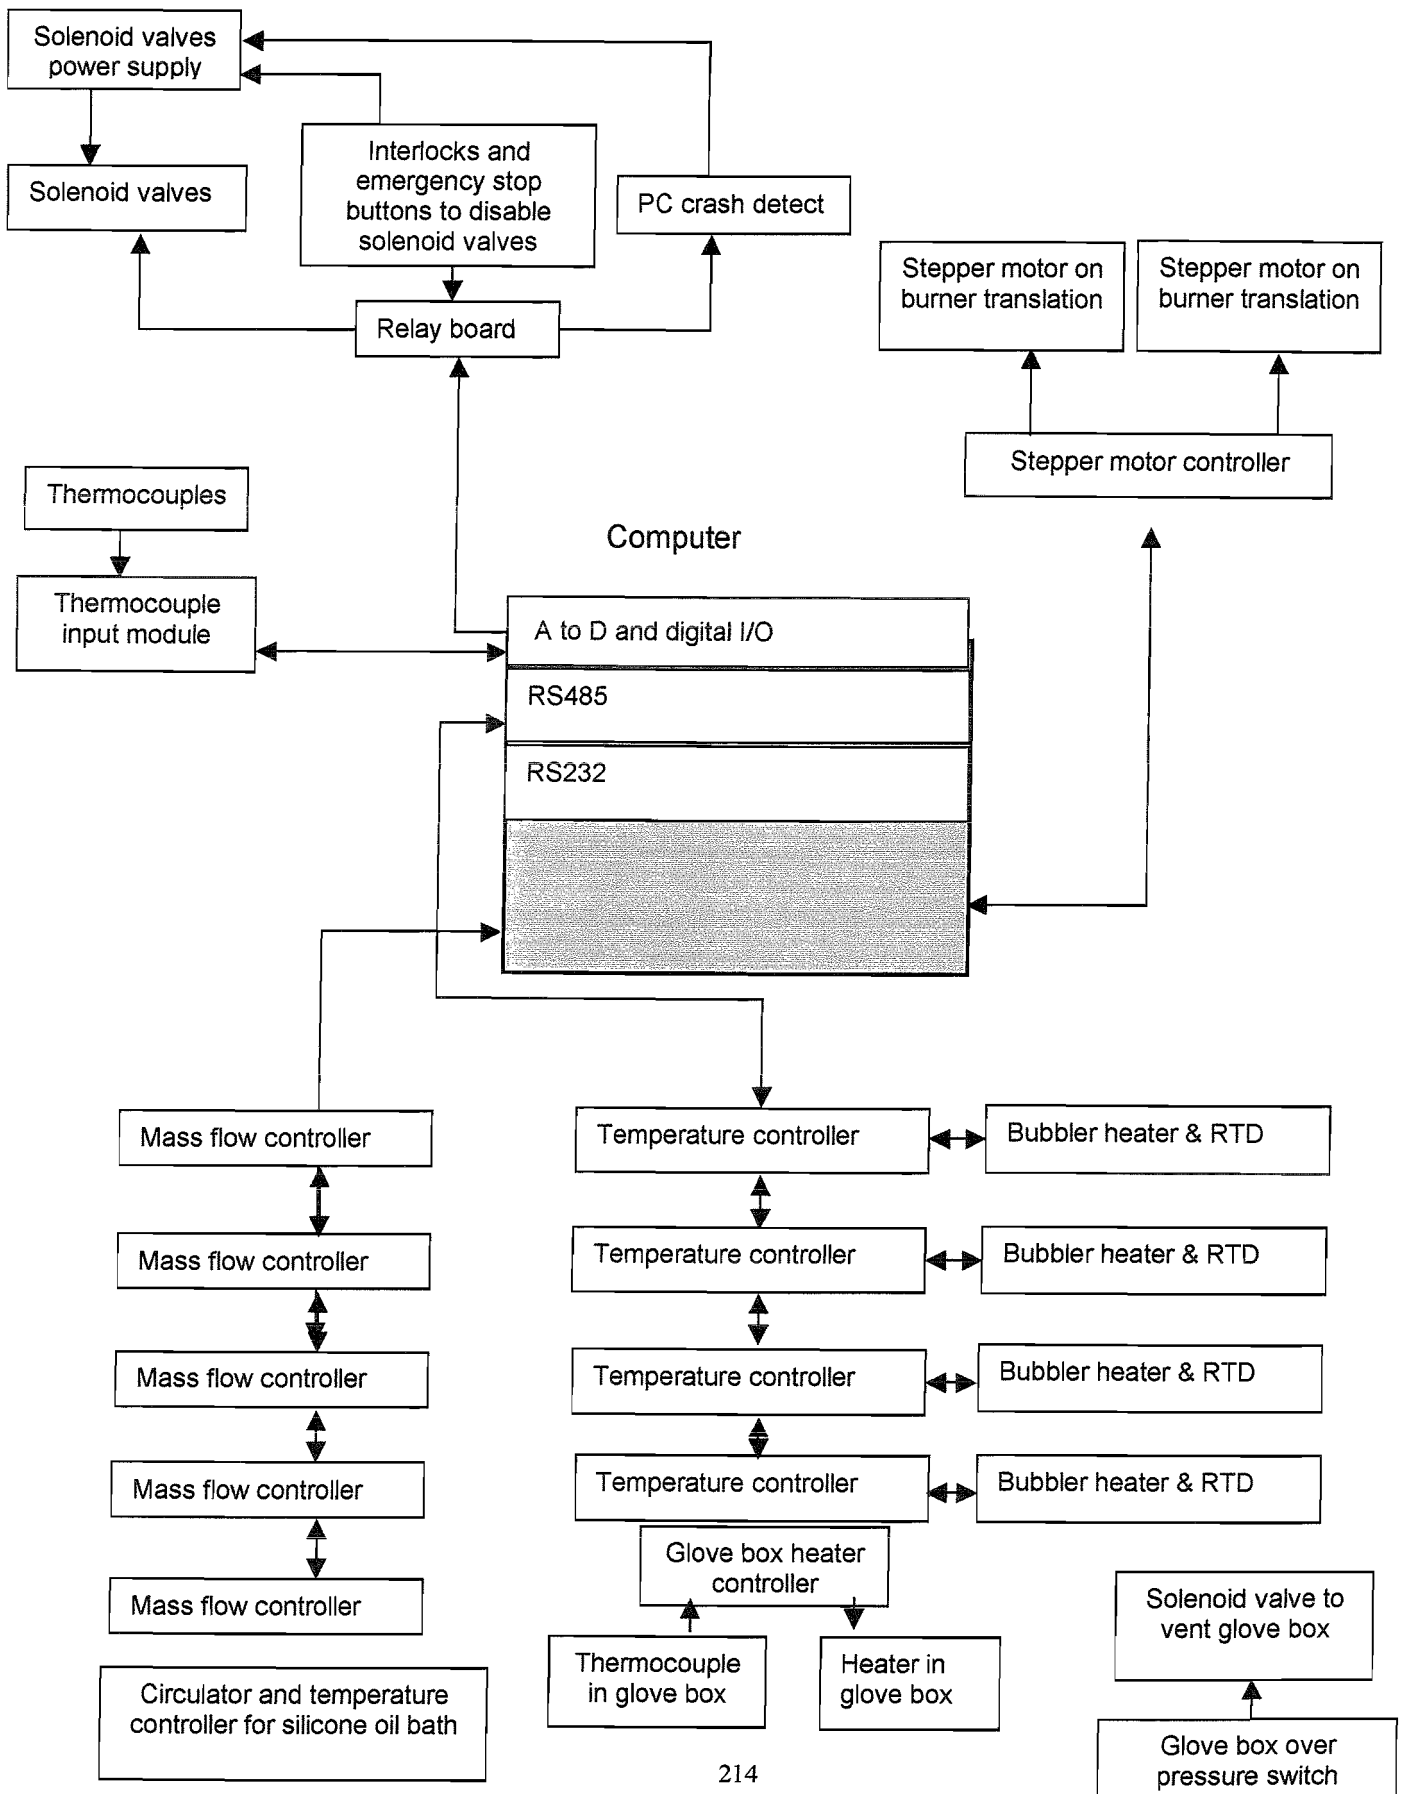 Solenoid valves
power supply
Solenoid valves
Interlocks and
emergency stop
buttons to disable
solenoid valves
PC crash detect
Relay board
Stepper motor on
burner translation
Stepper motor on
burner translation
Stepper motor controller
Thermocouples
Thermocouple
input module
Computer
A to D and digital I/O
RS485
RS232
Mass flow controller
Mass flow controller
Mass flow controller
Mass flow controller
Mass flow controller
Circulator and temperature
controller for silicone oil bath
Temperature controller
Bubbler heater & RTD
Temperature controller
Bubbler heater & RTD
Temperature controller
Bubbler heater & RTD
Temperature controller
Bubbler heater & RTD
Glove box heater
controller
Thermocouple
in glove box
Heater in
glove box
Solenoid valve to
vent glove box
Glove box over
pressure switch
214